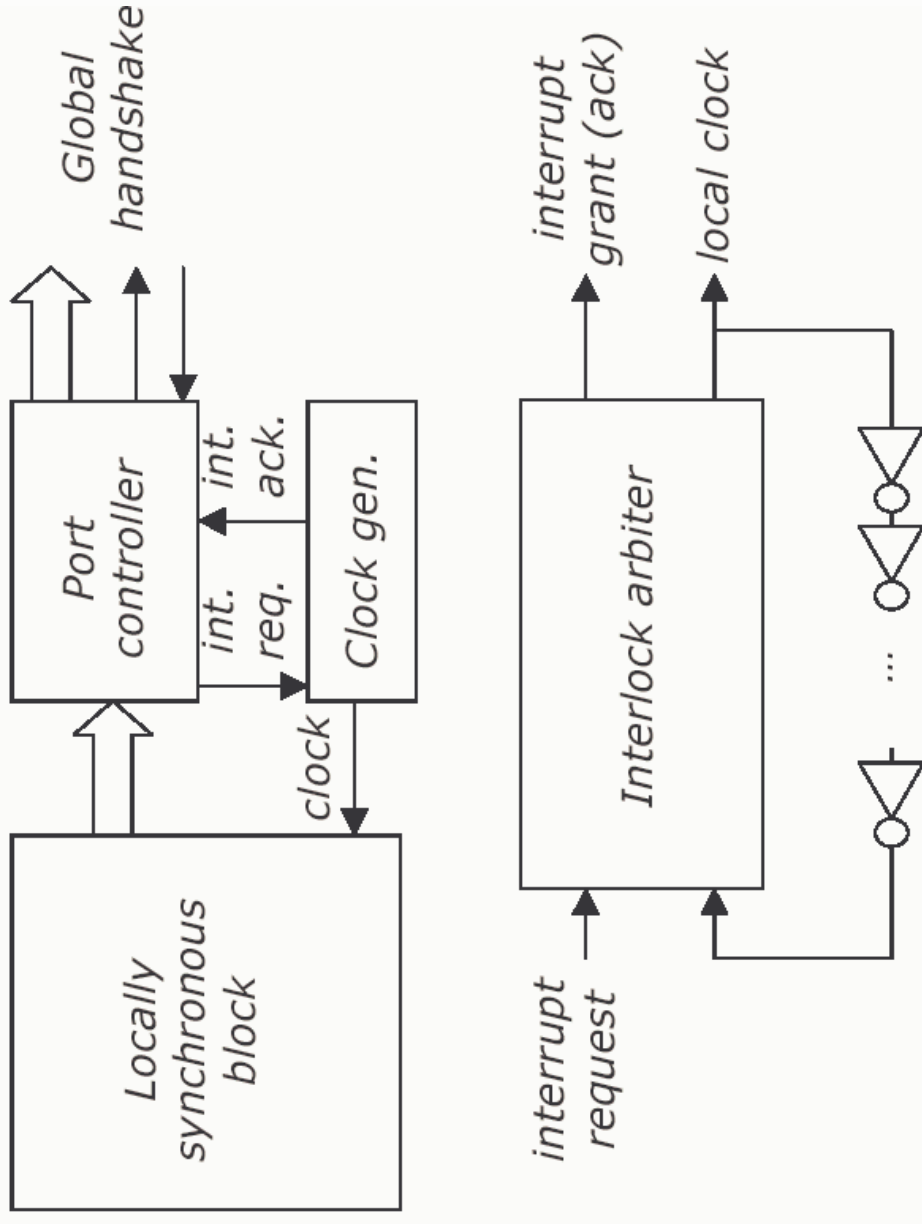 Locally
synchronous
block
Port
controller
Global
handshake
int.
req.
int.
ack.
clock
Clock gen.
interrupt
request
Interlock arbiter
interrupt
grant (ack)
local clock
...